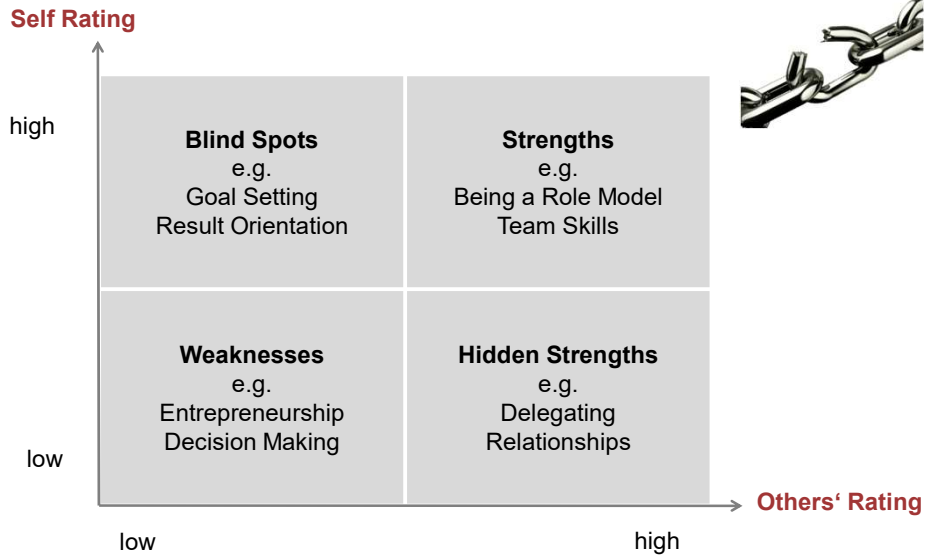 Self Rating
high
Blind Spots
e.g.
Goal Setting
Result Orientation
Strengths
e.g.
Being a Role Model
Team Skills
Weaknesses
e.g.
Entrepreneurship
Decision Making
Hidden Strengths
e.g.
Delegating
Relationships
low
Others‘ Rating
low
high